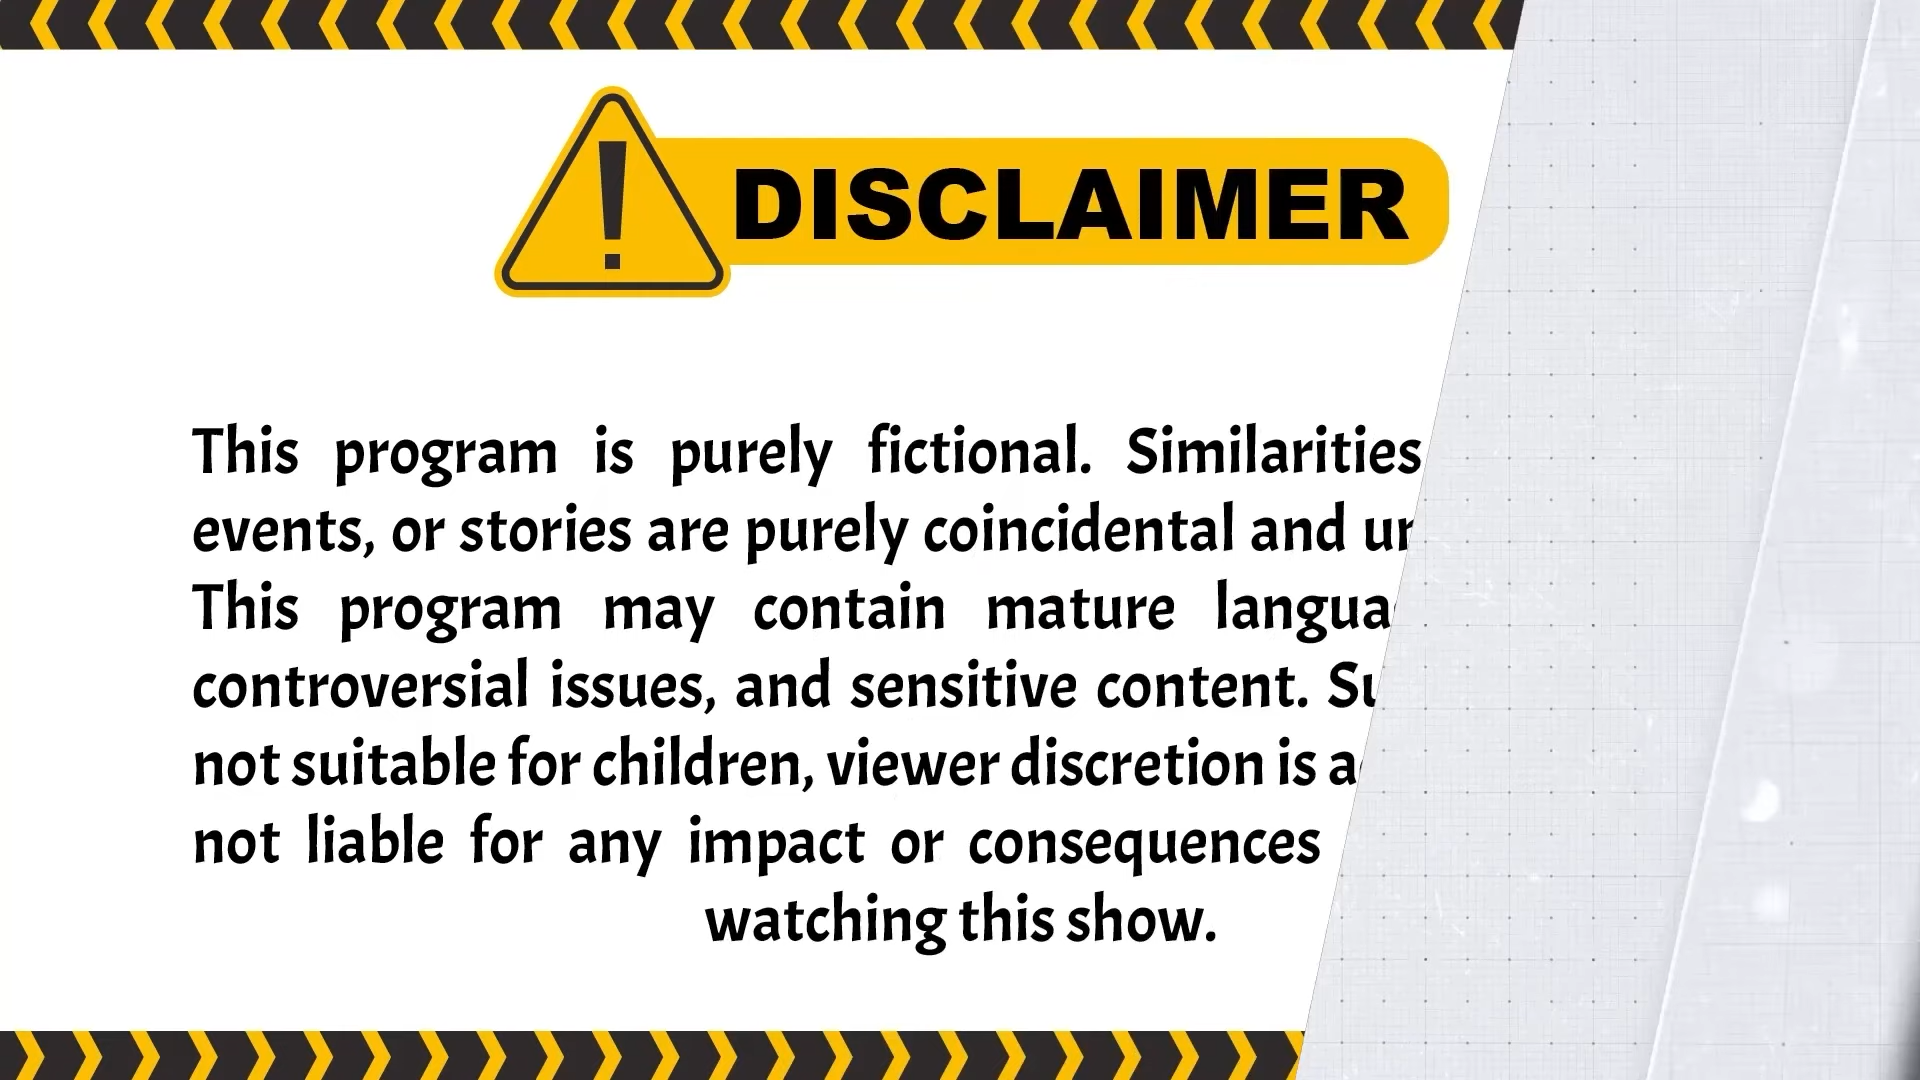 DISCLAIMER
This program is purely fictional. Similarities
events, or stories are purely coincidental and
This program may contain mature
controversial issues, and sensitive content.
not suitable for children, viewer discretion is
not liable for any impact or consequences
watching this show.